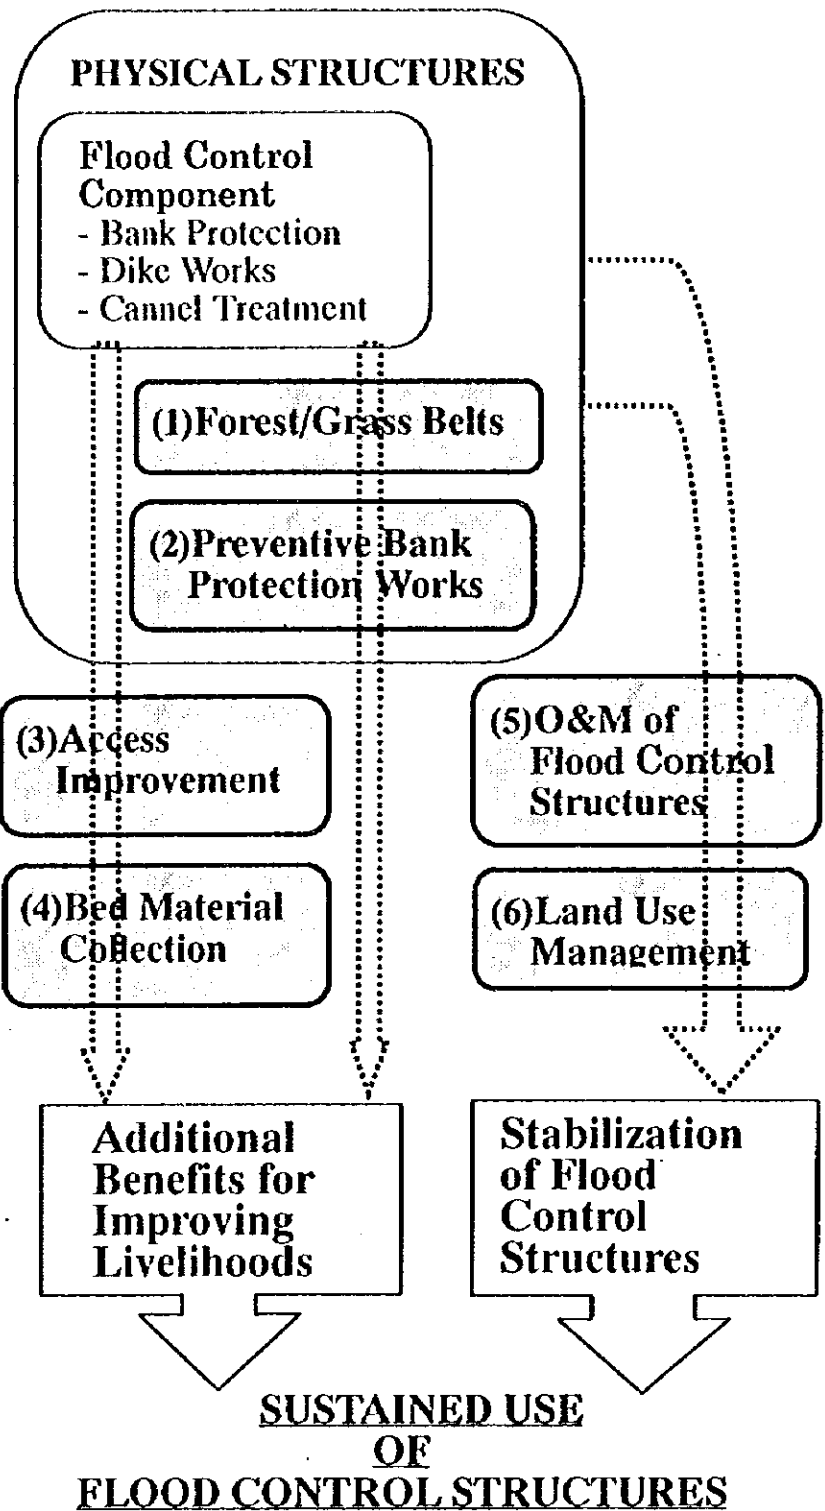 PHYSICAL STRUCTURES
Flood Control
Component
- Bank Protection
- Dike Works
- Cannel Treatment
(1)Forest/Grass Belts
(2)Preventive Bank
Protection Works
(3)Access
Improvement
(4)Bed Material
Collection
(5)O&M of
Flood Control
Structures
(6)Land Use
Management
Additional
Benefits for
Improving
Livelihoods
Stabilization
of Flood
Control
Structures
SUSTAINED USE
OF
FLOOD CONTROL STRUCTURES